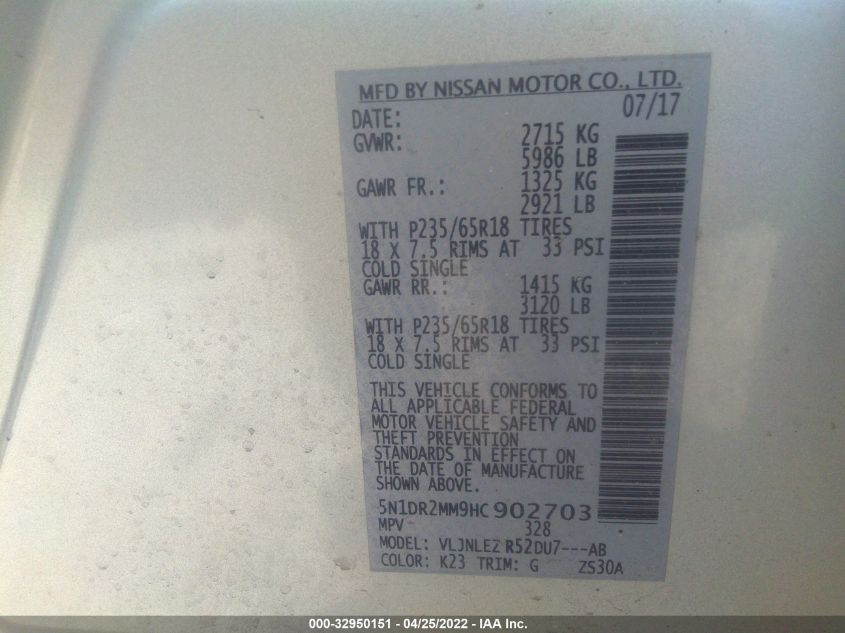 MFD BY NISSAN MOTOR CO., LTD.
DATE: 07/17
GVWR: 2715 KG
5986 LB
GAWR FR.: 1325 KG
2921 LB
WITH P235/65R18 TIRES
18 X 7.5 RIMS AT 33 PSI
COLD SINGLE
GAWR RR.: 1415 KG
3120 LB
WITH P235/65R18 TIRES
18 X 7.5 RIMS AT 33 PSI
COLD SINGLE
THIS VEHICLE CONFORMS TO
ALL APPLICABLE FEDERAL
MOTOR VEHICLE SAFETY AND
THEFT PREVENTION
STANDARDS IN EFFECT ON
THE DATE OF MANUFACTURE
SHOWN ABOVE.
5N1DR2MM9HC902703
MPV 328
MODEL: VLJNLEZ R52DU7---AB
COLOR: K23 TRIM: G ZS30A
000-32950151 - 04/25/2022 - IAA Inc.